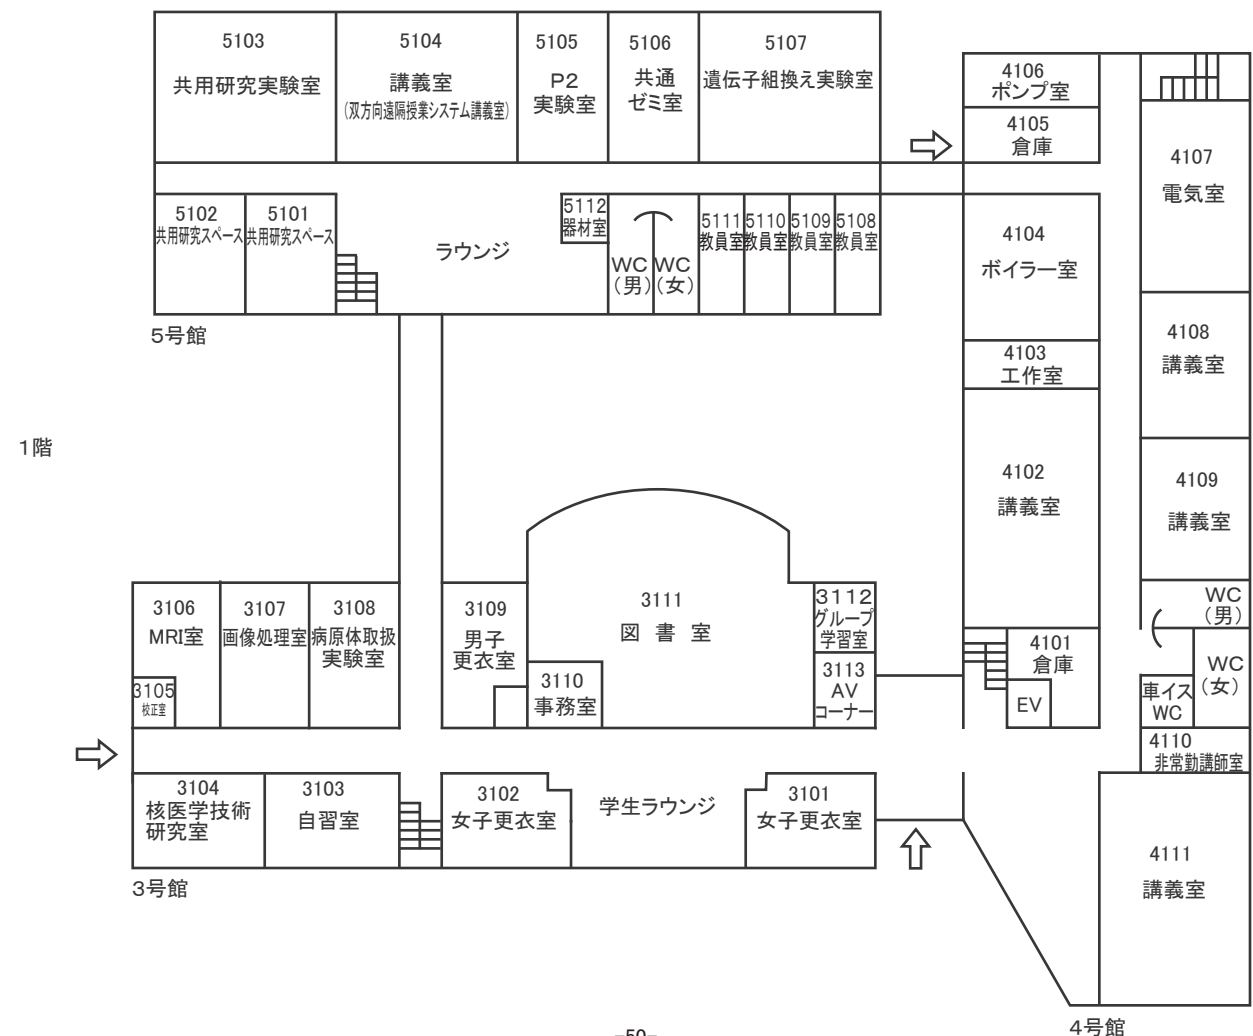 5103
共用研究実験室
5104
講義室
(双方向遠隔授業システム講義室)
5105
P2
実験室
5106
共通
ゼミ室
5107
遺伝子組換え実験室
5102
共用研究スペース
5101
共用研究スペース
ラウンジ
5112
器材室
WC
(男)
WC
(女)
5111
教員室
5110
教員室
5109
教員室
5108
教員室
5号館
4106
ポンプ室
4105
倉庫
4107
電気室
4104
ボイラー室
4103
工作室
4108
講義室
4102
講義室
4109
講義室
1階
3106
MRI室
3105
校正室
3107
画像処理室
3108
病原体取扱
実験室
3109
男子
更衣室
3110
事務室
3111
図書室
3112
グループ
学習室
3113
AV
コーナー
4101
倉庫
EV
WC
(男)
WC
(女)
車イス
WC
4110
非常勤講師室
3104
核医学技術
研究室
3103
自習室
3102
女子更衣室
学生ラウンジ
3101
女子更衣室
3号館
4111
講義室
4号館
-50-